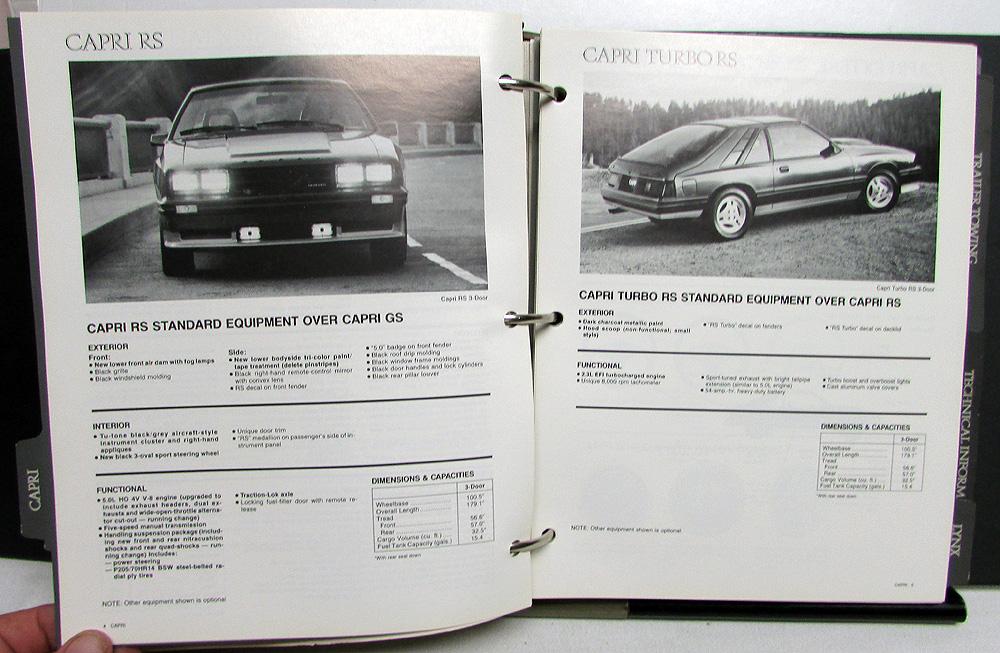 CAPRI RS
Capri RS 3-Door
CAPRI RS STANDARD EQUIPMENT OVER CAPRI GS
EXTERIOR
Front:
• New lower front air dam with fog lamps
• Black grille
• Black windshield molding
Side:
• New lower bodyside tri-color paint/
tape treatment (delete pinstripes)
• Black right-hand remote-control mirror
with convex lens
• RS decal on front fender
• "5.0" badge on front fender
• Black roof drip molding
• Black window frame moldings
• Black door handles and lock cylinders
• Black rear pillar louver
INTERIOR
• Tu-tone black/grey aircraft-style
instrument cluster and right-hand
appliques
• New black 3-oval sport steering wheel
• Unique door trim
• "RS" medallion on passenger's side of in-
strument panel
FUNCTIONAL
• 5.0L HO 4V V-8 engine (upgraded to
include exhaust headers, dual ex-
hausts and wide-open-throttle alterna-
tor cut-out — running change)
• Five-speed manual transmission
• Handling suspension package (includ-
ing new front and rear nitracushion
shocks and rear quad-shocks — run-
ning change) includes:
— power steering
— P205/70HR14 BSW steel-belted ra-
dial ply tires
• Traction-Lok axle
• Locking fuel-filler door with remote re-
lease
DIMENSIONS & CAPACITIES
3-Door
Wheelbase 100.5"
Overall Length 179.1"
Tread
Front 56.6"
Rear 57.0"
Cargo Volume (cu. ft.) 32.5*
Fuel Tank Capacity (gals.) 15.4
*With rear seat down
NOTE: Other equipment shown is optional
4 CAPRI
CAPRI
CAPRI TURBO RS
Capri Turbo RS 3-Door
CAPRI TURBO RS STANDARD EQUIPMENT OVER CAPRI RS
EXTERIOR
• Dark charcoal metallic paint
• Hood scoop (non-functional; small
style)
• "RS Turbo" decal on fenders
• "RS Turbo" decal on decklid
FUNCTIONAL
• 2.3L EFI turbocharged engine
• Unique 8,000 rpm tachometer
• Sport-tuned exhaust with bright tailpipe
extension (similar to 5.0L engine)
• 54-amp.-hr. heavy-duty battery
• Turbo boost and overboost lights
• Cast aluminum valve covers
DIMENSIONS & CAPACITIES
3-Door
Wheelbase 100.5"
Overall Length 179.1"
Tread
Front 56.6"
Rear 57.0"
Cargo Volume (cu. ft.) 32.5*
Fuel Tank Capacity (gals.) 15.4
*With rear seat down
NOTE: Other equipment shown is optional
CAPRI 5
TRAILER TOWING
TECHNICAL INFORM
LYNX